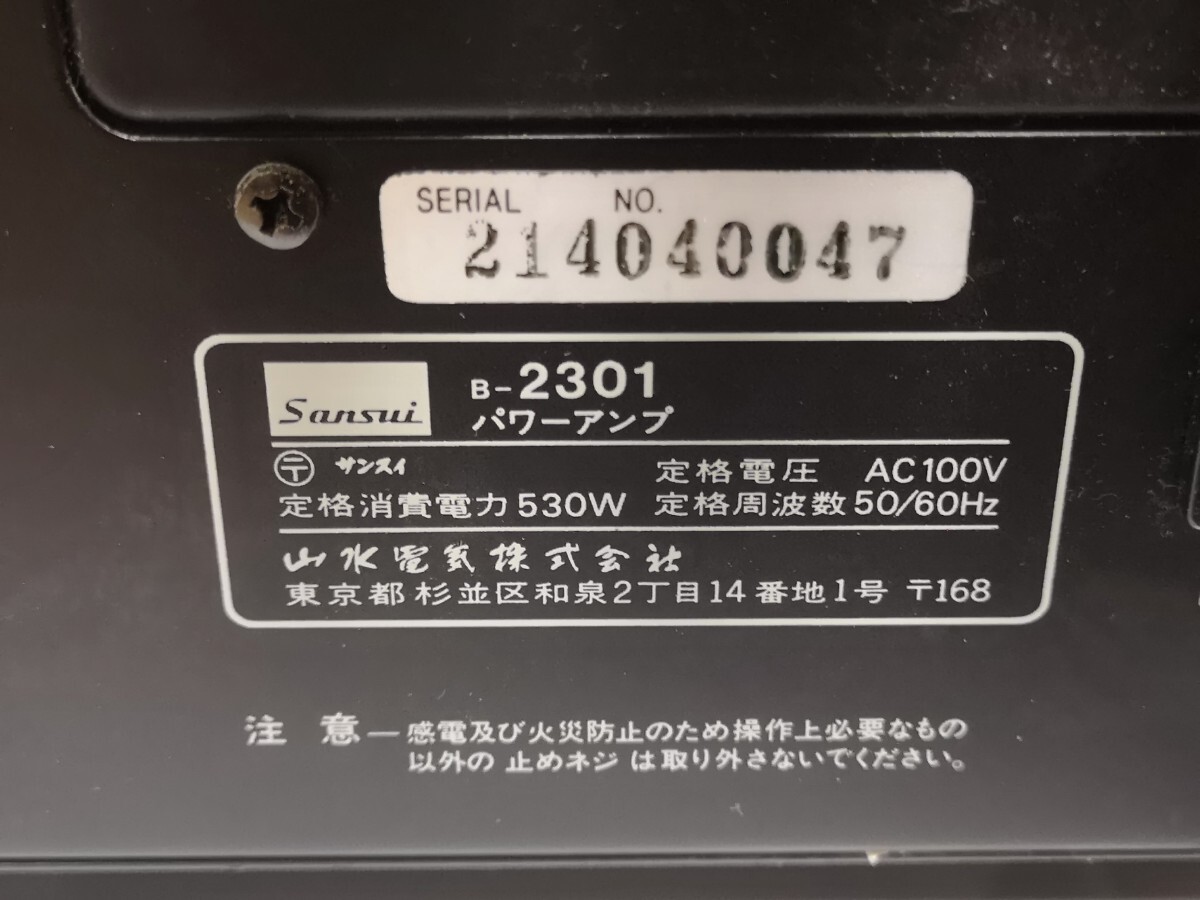 SERIAL NO.
214040047
Sansui B-2301
パワーアンプ
〒 サンスイ 定格電圧 AC100V
定格消費電力530W 定格周波数50/60Hz
山水電気株式会社
東京都杉並区和泉2丁目14番地1号 〒168
注 意―感電及び火災防止のため操作上必要なもの
以外の 止めネジ は取り外さないでください。